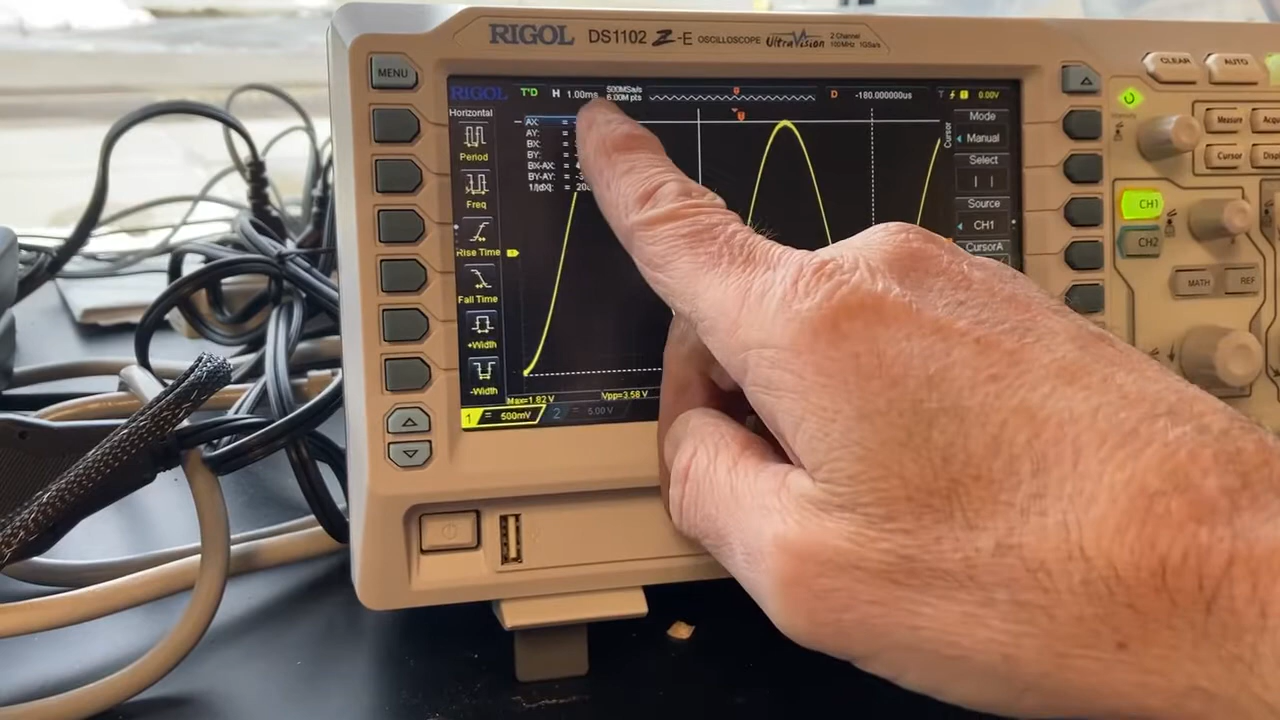 RIGOL DS1102 Z-E OSCILLOSCOPE UltraVision 2 Channel 100MHz 1GSa/s
MENU
CLEAR AUTO
RIGOL T'D H 1.00ms 500MSa/s 6.00M pts D -180.000000us T 1 0.00V
Horizontal
Period
Freq
Rise Time
Fall Time
+Width
-Width
AX: =
AY: =
BX: =
BY: =
BX-AX: =
BY-AY: =
1/|dX|: =
Max=1.82 V Vpp=3.58 V
1 = 500mV 2 = 5.00 V
Cursor
Mode
Manual
Select
Source
CH1
CursorA
Measure
Cursor
CH1
CH2
MATH REF